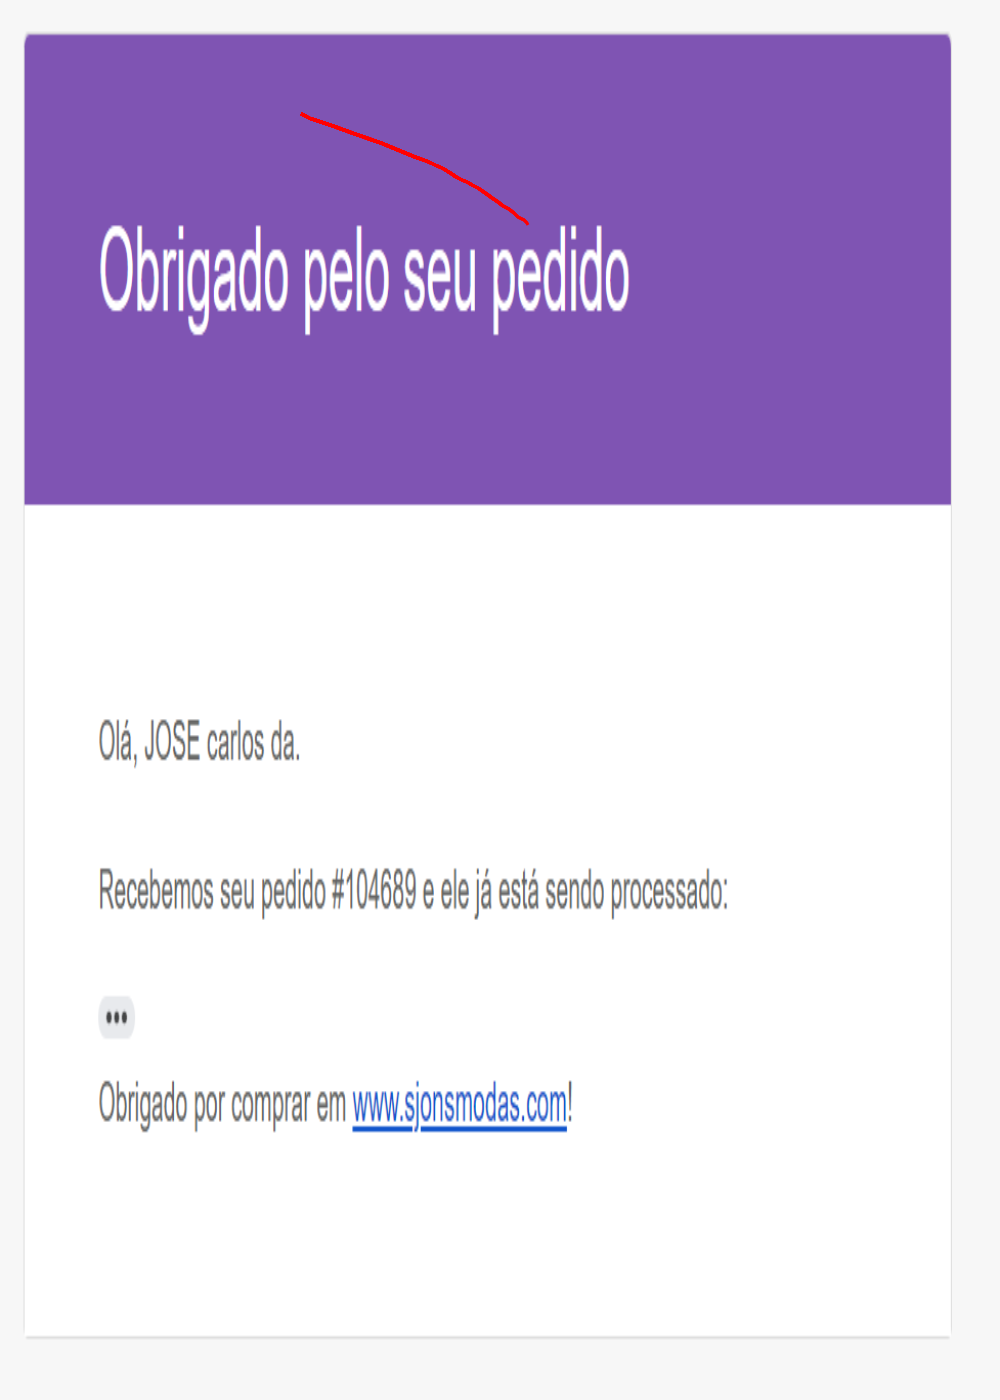 Obrigado pelo seu pedido
Olá, JOSE carlos da.
Recebemos seu pedido #104689 e ele já está sendo processado:
•••
Obrigado por comprar em www.sjonsmodas.com!